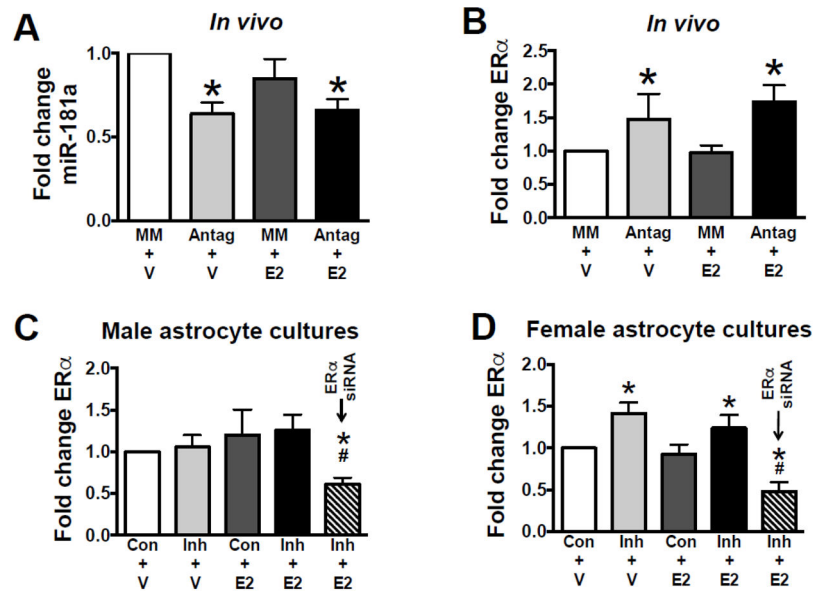 A
In vivo
Fold change
miR-181a
1.0
0.5
0.0
*
*
MM
+
V
Antag
+
V
MM
+
E2
Antag
+
E2
B
In vivo
Fold change ERα
2.5
2.0
1.5
1.0
0.5
0.0
*
*
MM
+
V
Antag
+
V
MM
+
E2
Antag
+
E2
C
Male astrocyte cultures
Fold change ERα
2.0
1.5
1.0
0.5
0.0
ERα
siRNA
*
#
Con
+
V
Inh
+
V
Con
+
E2
Inh
+
E2
Inh
+
E2
D
Female astrocyte cultures
Fold change ERα
2.0
1.5
1.0
0.5
0.0
*
*
ERα
siRNA
*
#
Con
+
V
Inh
+
V
Con
+
E2
Inh
+
E2
Inh
+
E2